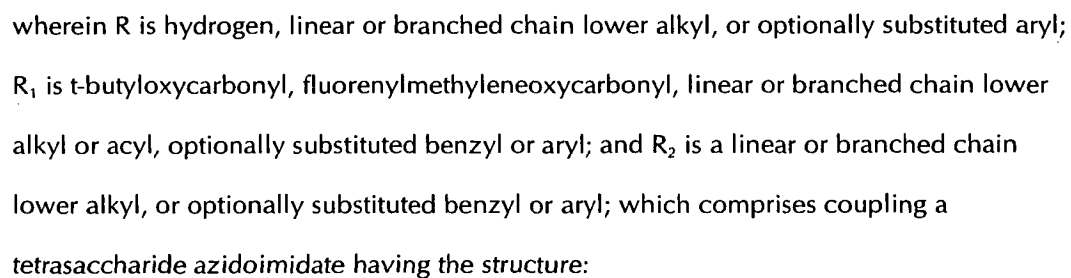 wherein R is hydrogen, linear or branched chain lower alkyl, or optionally substituted aryl;
R₁ is t-butyloxycarbonyl, fluorenylmethyleneoxycarbonyl, linear or branched chain lower
alkyl or acyl, optionally substituted benzyl or aryl; and R₂ is a linear or branched chain
lower alkyl, or optionally substituted benzyl or aryl; which comprises coupling a
tetrasaccharide azidoimidate having the structure: